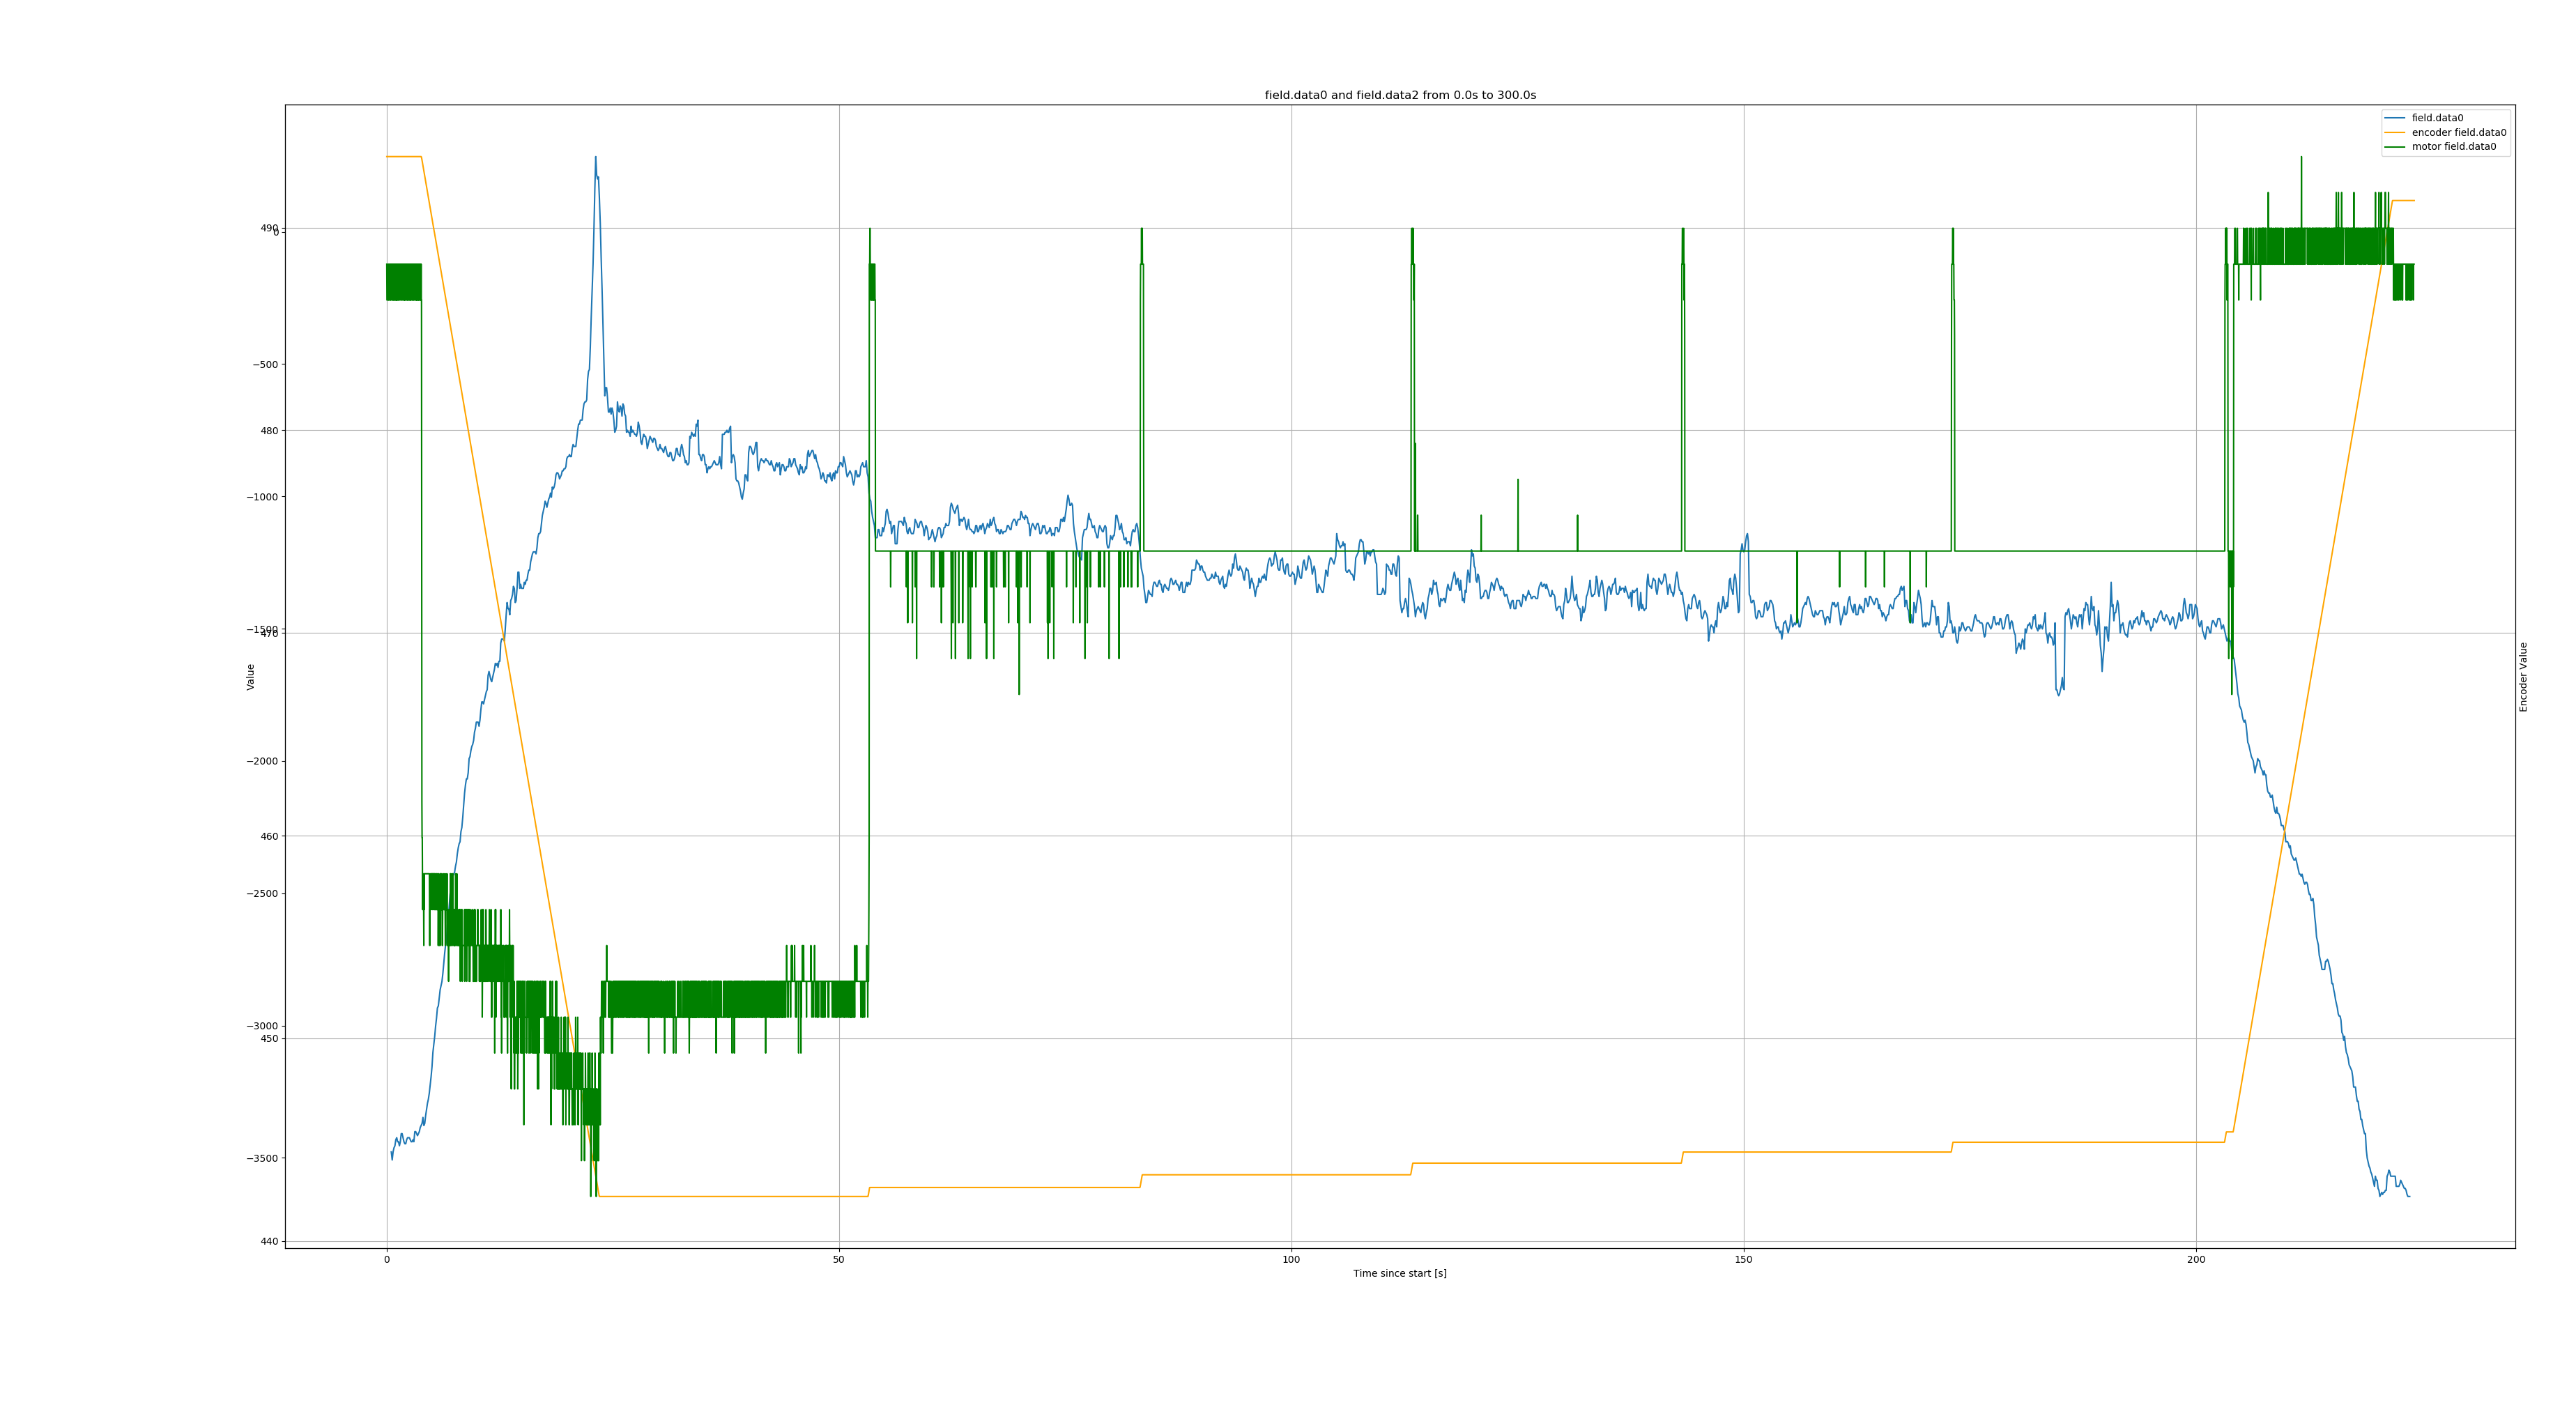 field.data0 and field.data2 from 0.0s to 300.0s
field.data0
encoder field.data0
motor field.data0
490
0
−500
480
−1000
−1500
470
−2000
460
−2500
−3000
450
−3500
440
Value
Encoder Value
0
50
100
150
200
Time since start [s]